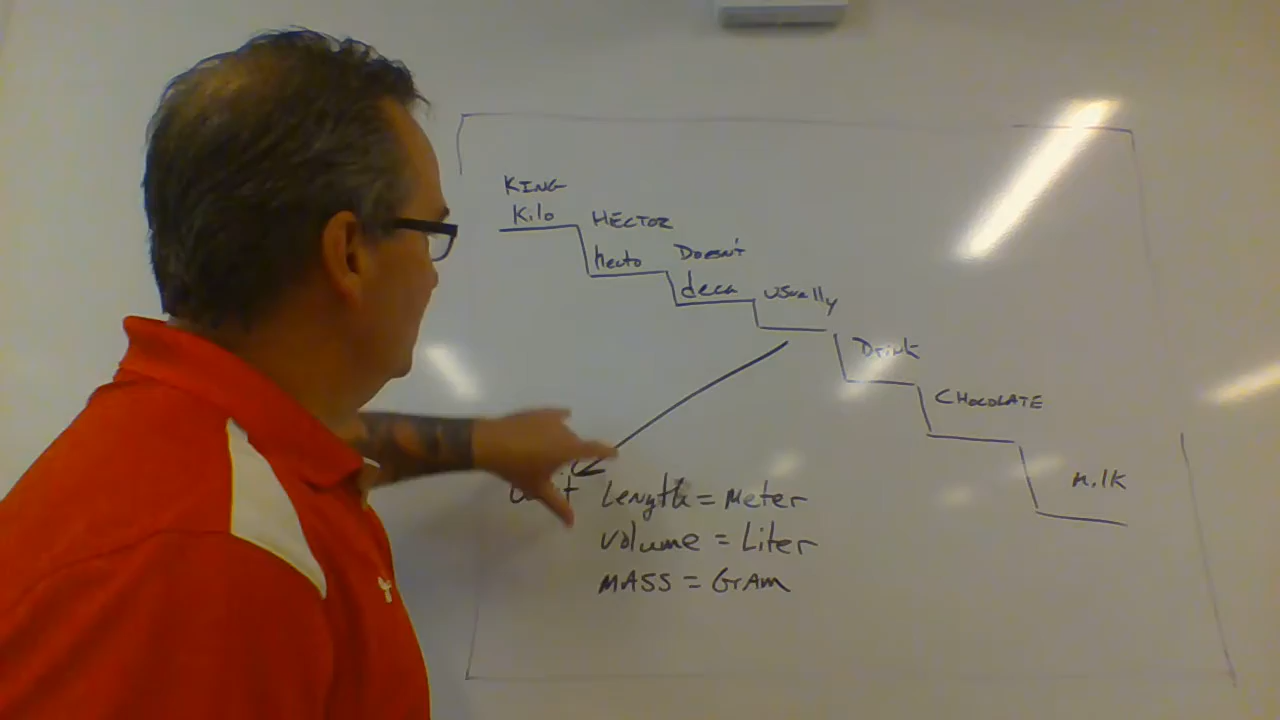 KING
Kilo
HECTOR
hecto
Doesn't
deca
usually
Drink
CHOCOLATE
Milk
Length = Meter
Volume = Liter
MASS = GrAM